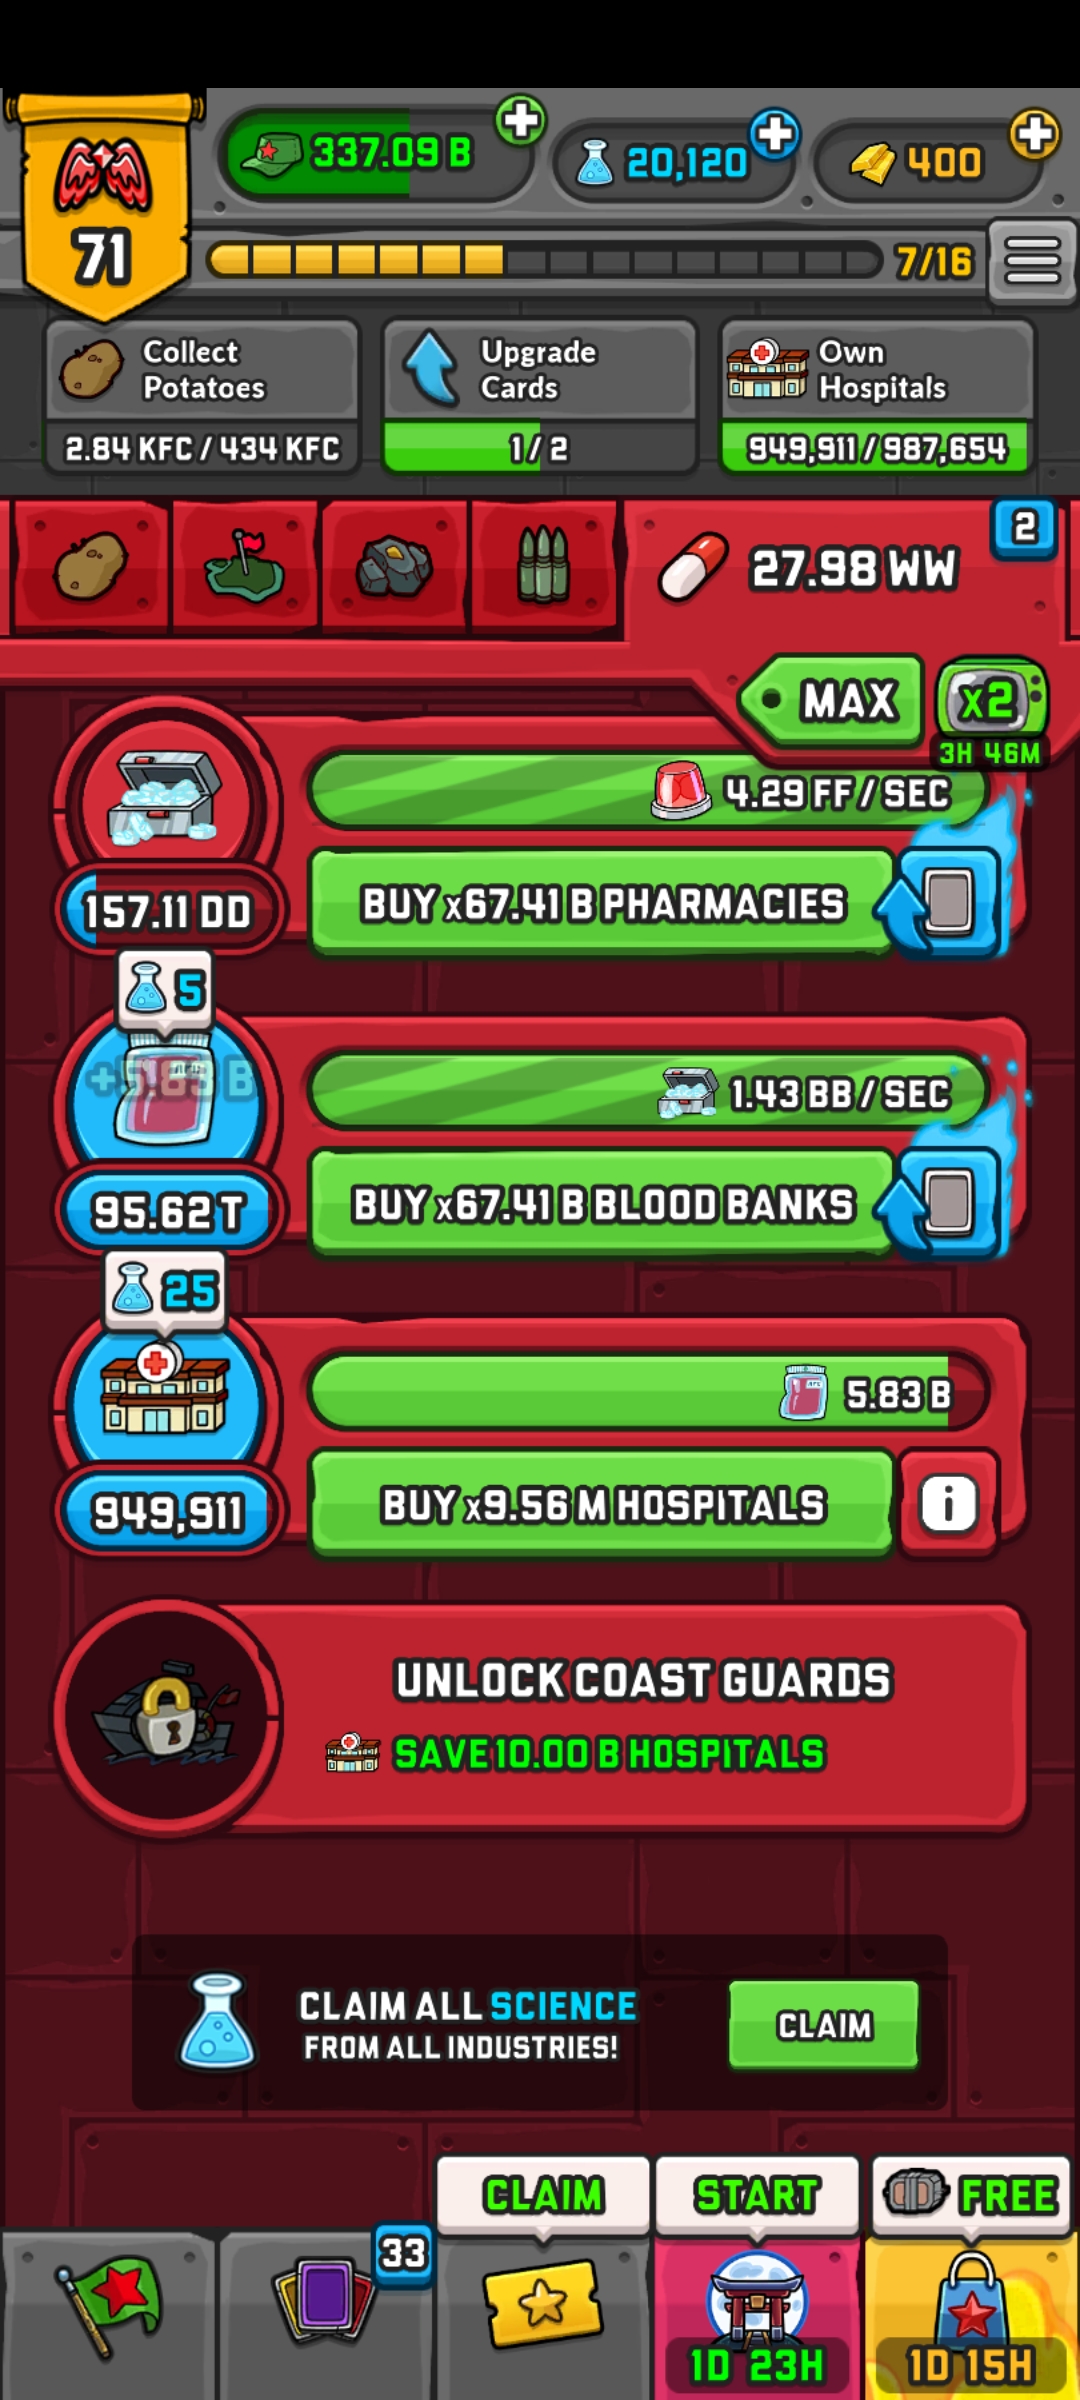 337.09 B
20,120
400
71
7/16
Collect
Potatoes
2.84 KFC / 434 KFC
Upgrade
Cards
1 / 2
Own
Hospitals
949,911 / 987,654
27.98 WW
2
MAX
x2
3H 46M
4.29 FF / SEC
157.11 DD
BUY x67.41 B PHARMACIES
5
+5.83 B
1.43 BB / SEC
95.62 T
BUY x67.41 B BLOOD BANKS
25
5.83 B
949,911
BUY x9.56 M HOSPITALS
i
UNLOCK COAST GUARDS
SAVE 10.00 B HOSPITALS
CLAIM ALL SCIENCE
FROM ALL INDUSTRIES!
CLAIM
CLAIM
START
FREE
33
1D 23H
1D 15H